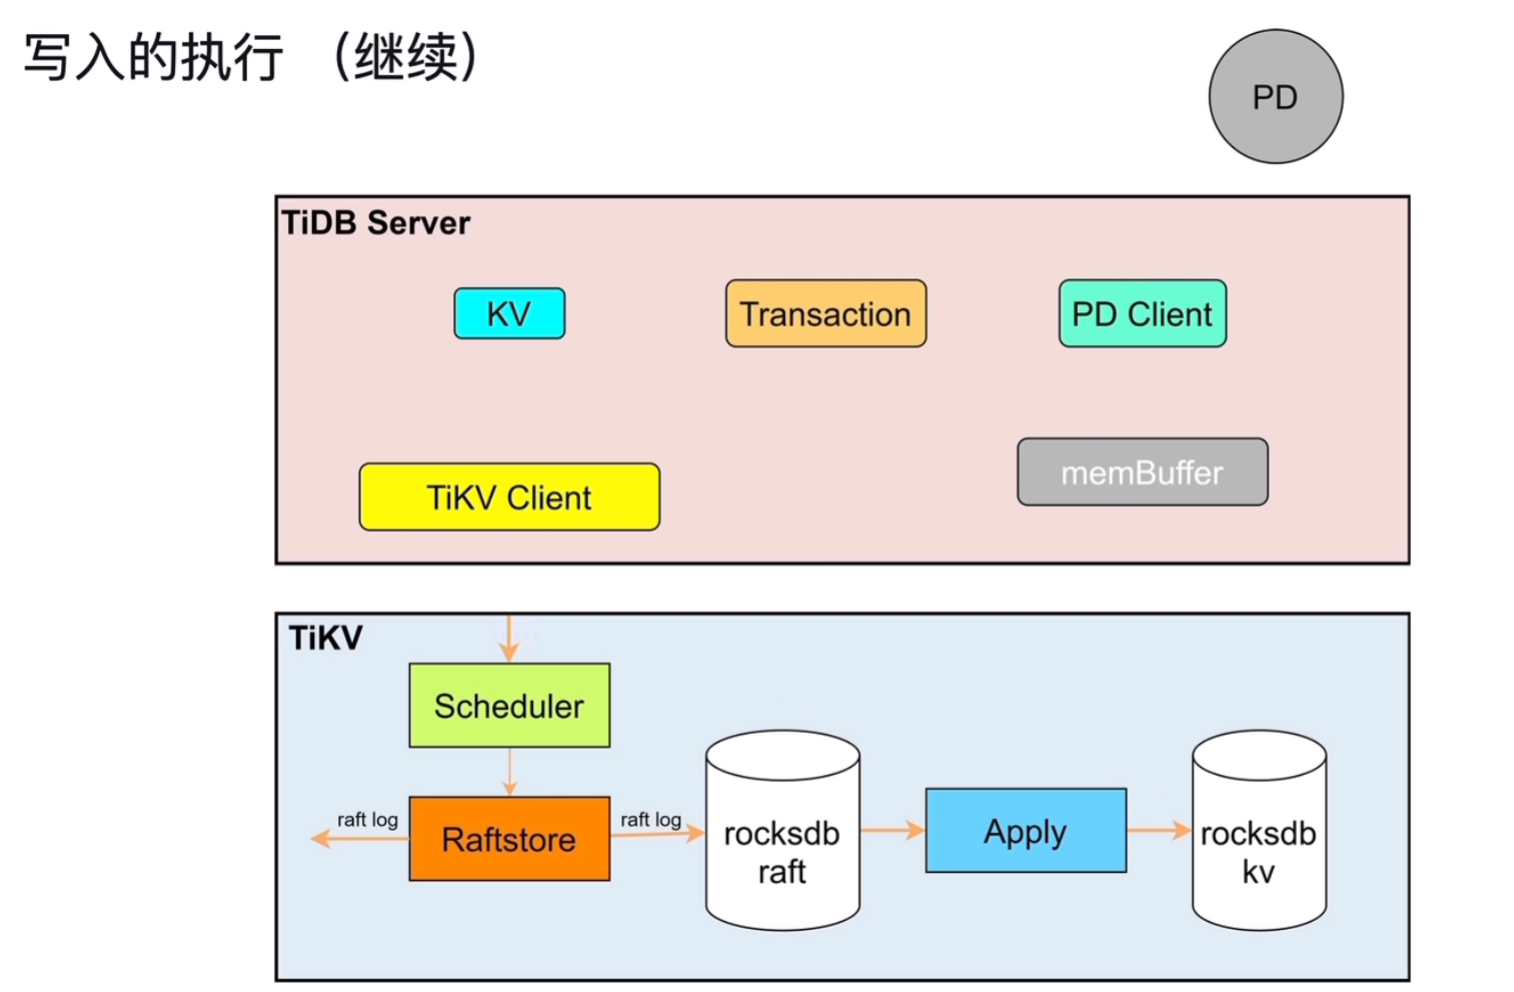 写入的执行 （继续）
PD
TiDB Server
KV
Transaction
PD Client
memBuffer
TiKV Client
TiKV
Scheduler
raft log
Raftstore
raft log
rocksdb
raft
Apply
rocksdb
kv